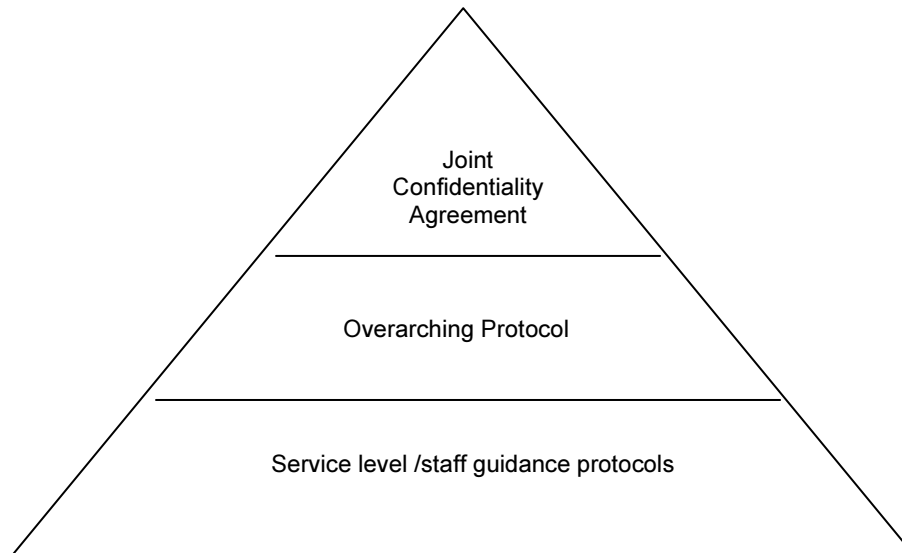 Joint
Confidentiality
Agreement
Overarching Protocol
Service level /staff guidance protocols